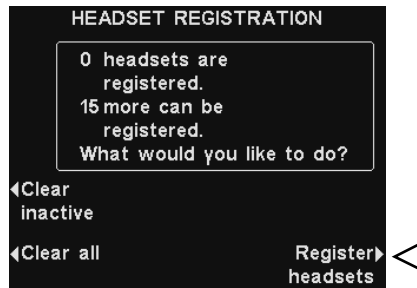 HEADSET REGISTRATION
0 headsets are
registered.
15 more can be
registered.
What would you like to do?
Clear
inactive
Clear all
Register
headsets